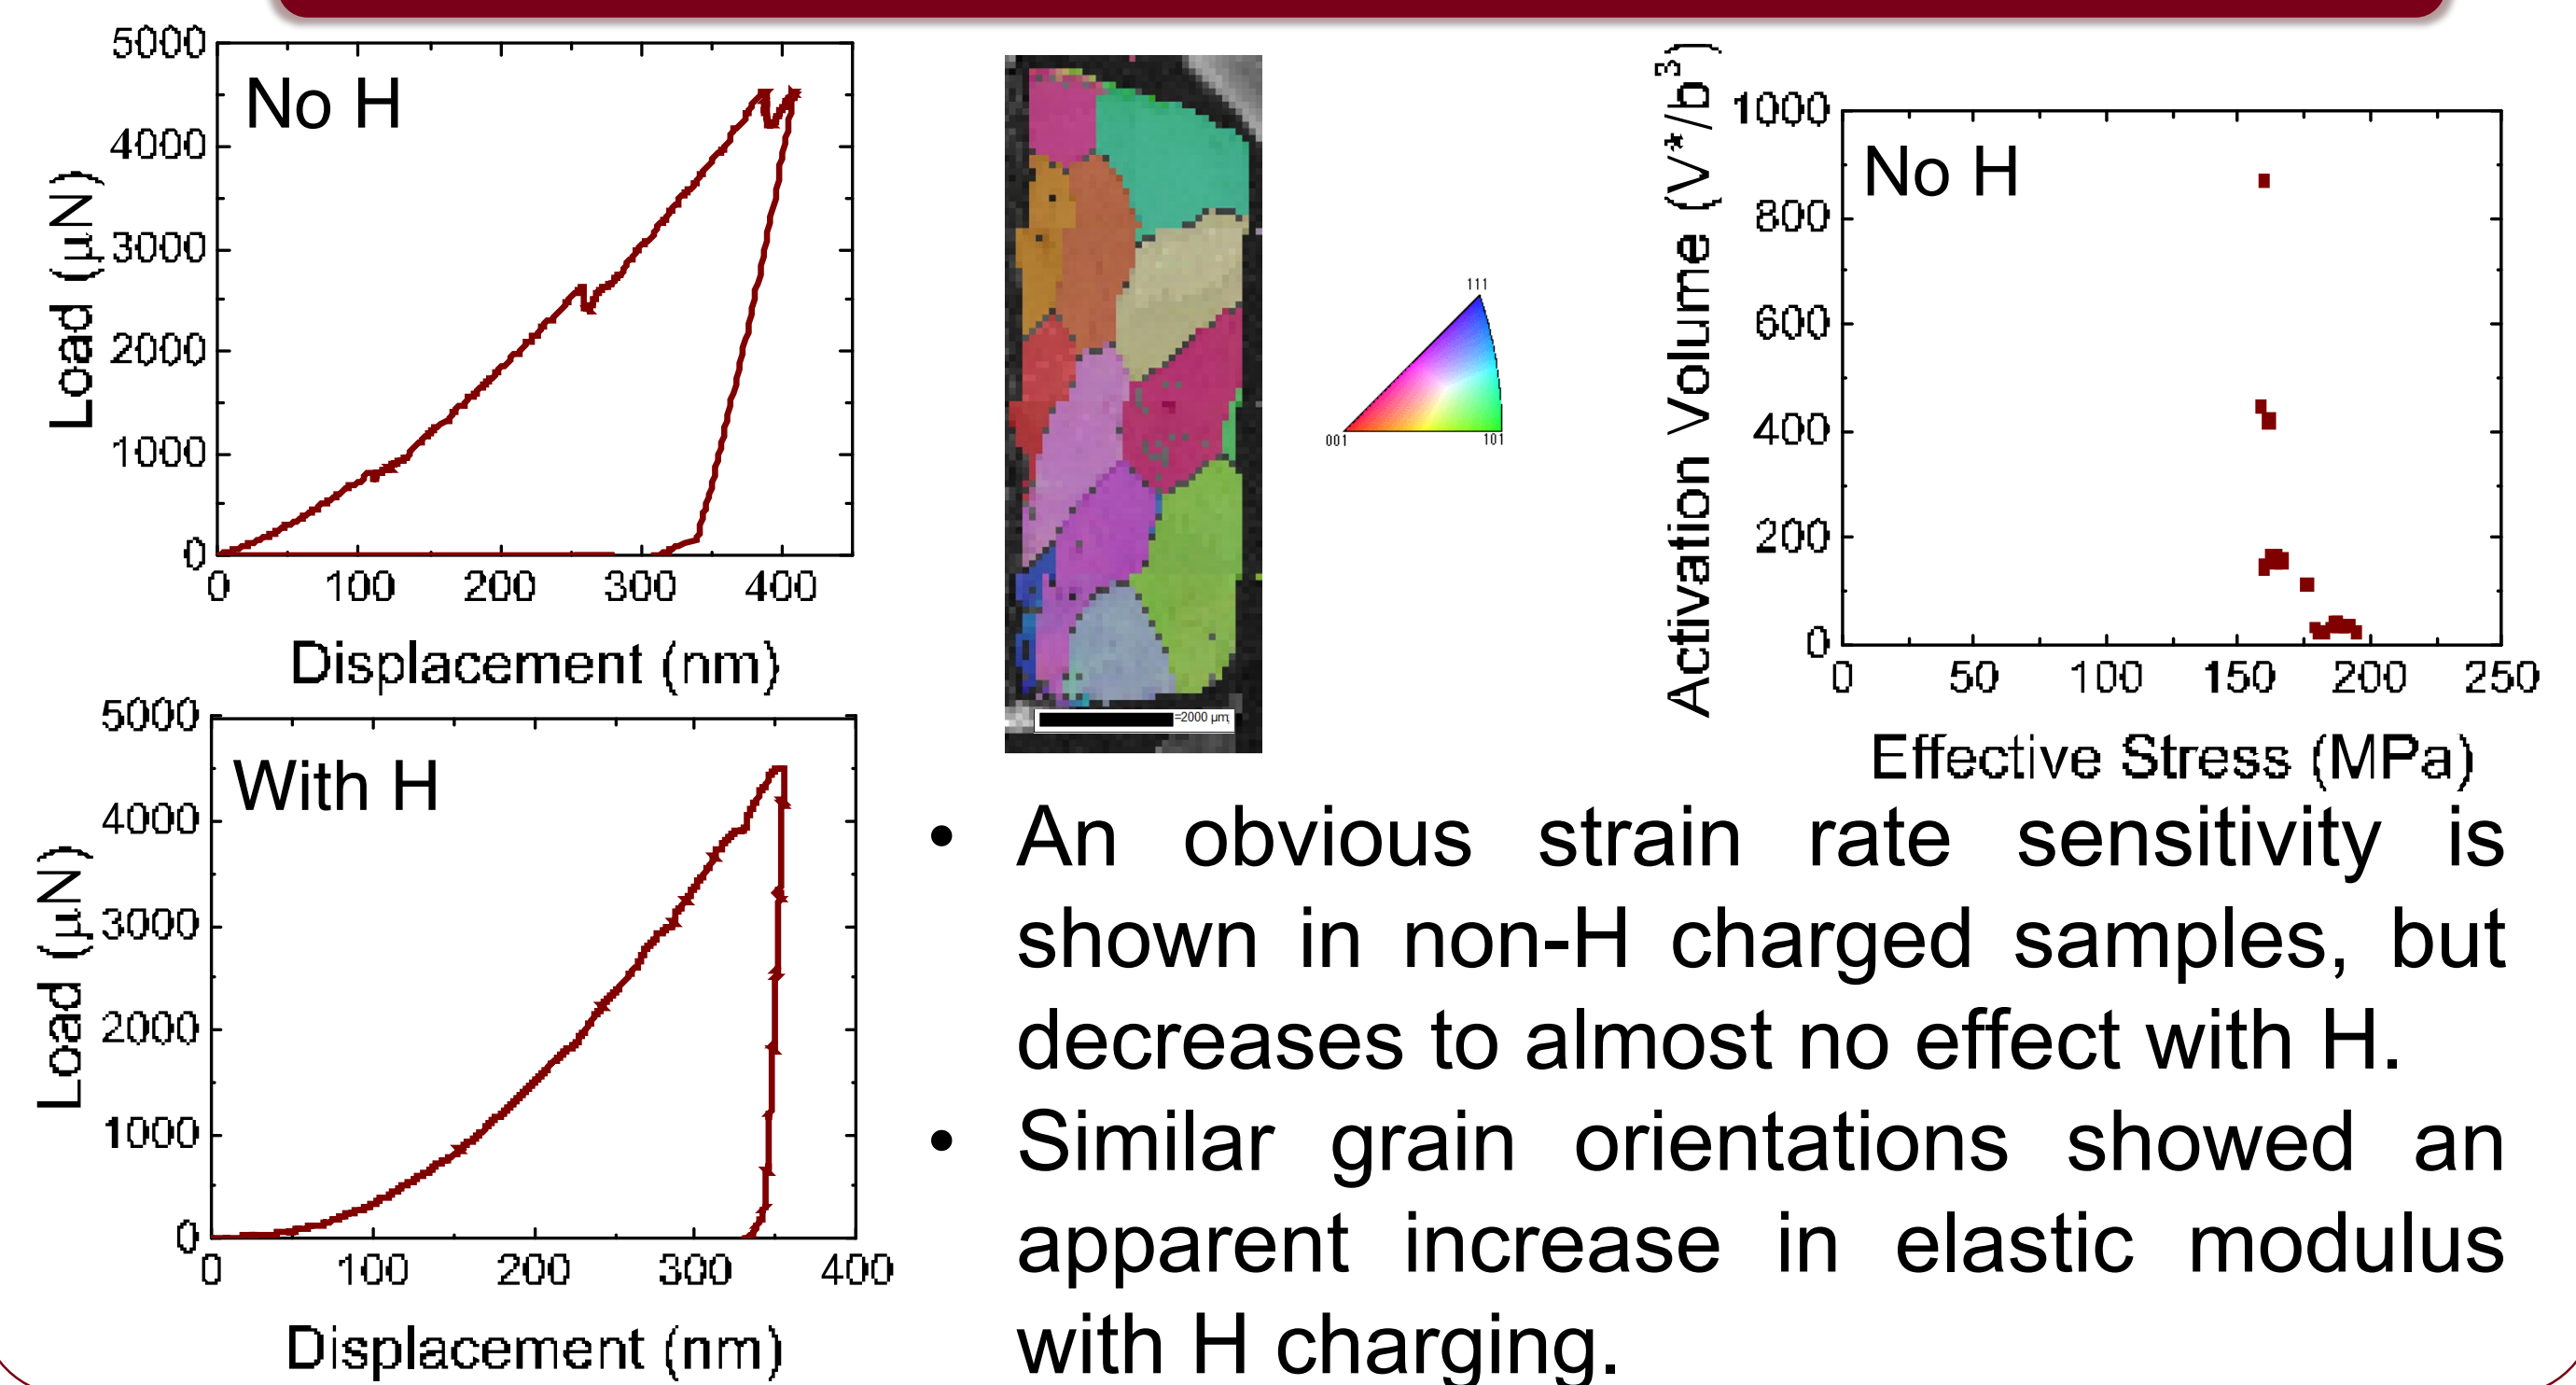 5000
4000
3000
2000
1000
0
No H
Load (μN)
0 100 200 300 400
Displacement (nm)
5000
4000
3000
2000
1000
0
With H
Load (μN)
0 100 200 300 400
Displacement (nm)
=2000 μm;
111
001
101
1000
800
600
400
200
0
No H
Activation Volume (V*/b³)
0 50 100 150 200 250
Effective Stress (MPa)
• An obvious strain rate sensitivity is
shown in non-H charged samples, but
decreases to almost no effect with H.
• Similar grain orientations showed an
apparent increase in elastic modulus
with H charging.